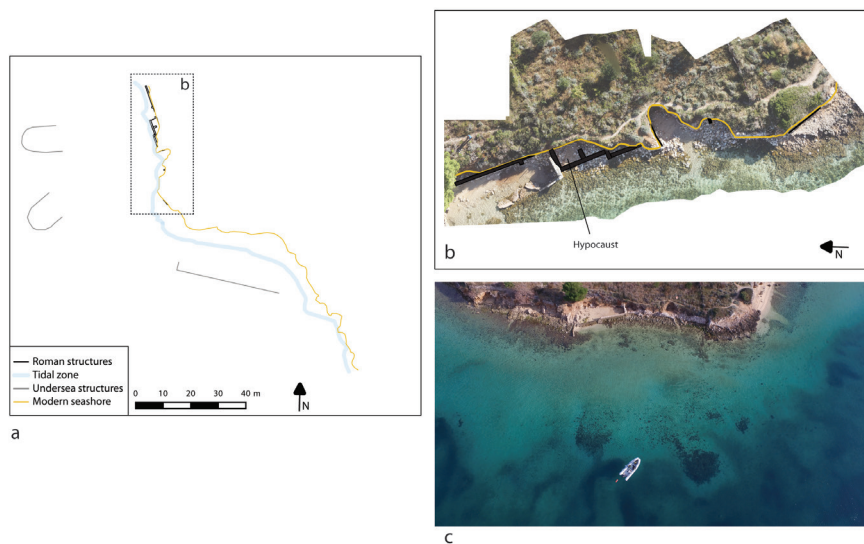 b
Roman structures
Tidal zone
Undersea structures
Modern seashore
0 10 20 30 40 m
N
a
Hypocaust
b
N
c